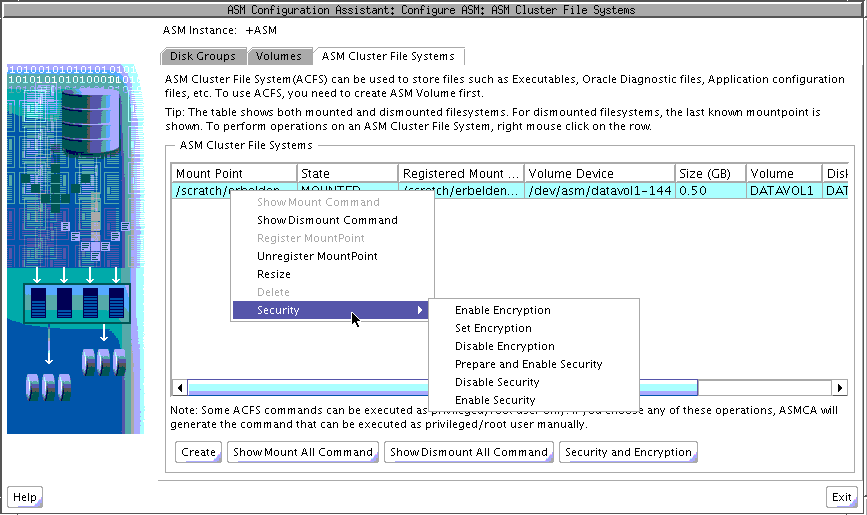 ASM Configuration Assistant: Configure ASM: ASM Cluster File Systems
ASM Instance: +ASM
Disk Groups Volumes ASM Cluster File Systems
ASM Cluster File System(ACFS) can be used to store files such as Executables, Oracle Diagnostic files, Application configuration
files, etc. To use ACFS, you need to create ASM Volume first.
Tip: The table shows both mounted and dismounted filesystems. For dismounted filesystems, the last known mountpoint is
shown. To perform operations on an ASM Cluster File System, right mouse click on the row.
ASM Cluster File Systems
Mount Point State Registered Mount ... Volume Device Size (GB) Volume Disk
/scratch/erbelden... MOUNTED /scratch/erbelden... /dev/asm/datavol1-144 0.50 DATAVOL1 DAT
Show Mount Command
Show Dismount Command
Register MountPoint
Unregister MountPoint
Resize
Delete
Security
Enable Encryption
Set Encryption
Disable Encryption
Prepare and Enable Security
Disable Security
Enable Security
Note: Some ACFS commands can be executed as privileged/root user only. If you choose any of these operations, ASMCA will
generate the command that can be executed as privileged/root user manually.
Create Show Mount All Command Show Dismount All Command Security and Encryption
Help Exit